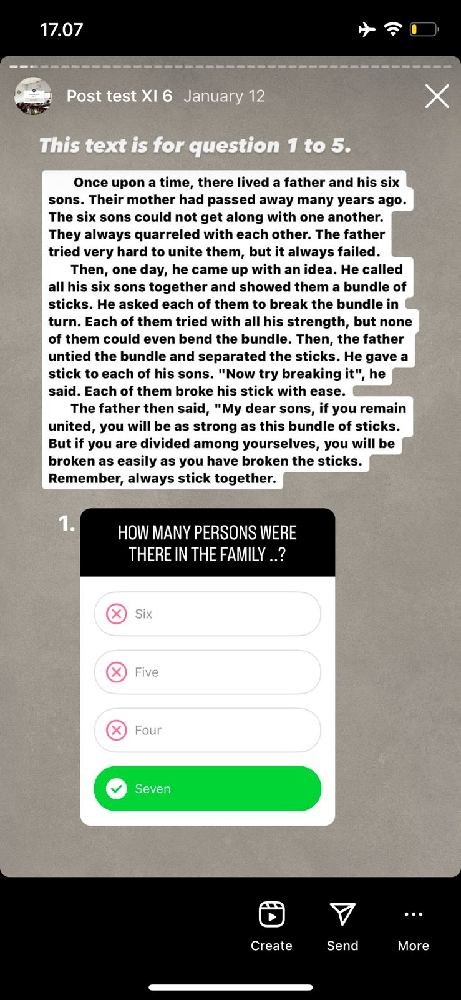 17.07
Post test XI 6 January 12
This text is for question 1 to 5.
Once upon a time, there lived a father and his six
sons. Their mother had passed away many years ago.
The six sons could not get along with one another.
They always quarreled with each other. The father
tried very hard to unite them, but it always failed.
Then, one day, he came up with an idea. He called
all his six sons together and showed them a bundle of
sticks. He asked each of them to break the bundle in
turn. Each of them tried with all his strength, but none
of them could even bend the bundle. Then, the father
untied the bundle and separated the sticks. He gave a
stick to each of his sons. "Now try breaking it", he
said. Each of them broke his stick with ease.
The father then said, "My dear sons, if you remain
united, you will be as strong as this bundle of sticks.
But if you are divided among yourselves, you will be
broken as easily as you have broken the sticks.
Remember, always stick together.
1.
HOW MANY PERSONS WERE
THERE IN THE FAMILY ..?
Six
Five
Four
Seven
Create Send More